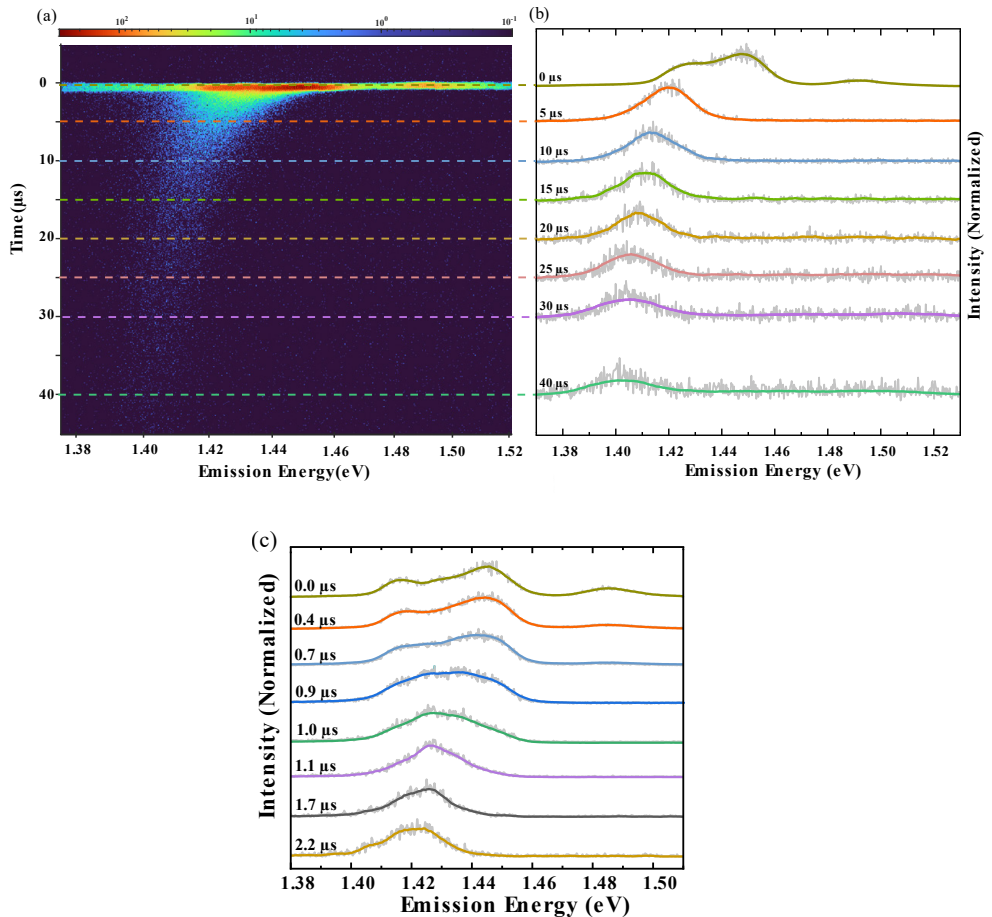 (a)
10² 10¹ 10⁰ 10⁻¹
0
10
20
30
40
Time(μs)
1.38 1.40 1.42 1.44 1.46 1.48 1.50 1.52
Emission Energy(eV)
(b)
0 μs
5 μs
10 μs
15 μs
20 μs
25 μs
30 μs
40 μs
Intensity (Normalized)
1.38 1.40 1.42 1.44 1.46 1.48 1.50 1.52
Emission Energy (eV)
(c)
0.0 μs
0.4 μs
0.7 μs
0.9 μs
1.0 μs
1.1 μs
1.7 μs
2.2 μs
Intensity (Normalized)
1.38 1.40 1.42 1.44 1.46 1.48 1.50
Emission Energy (eV)